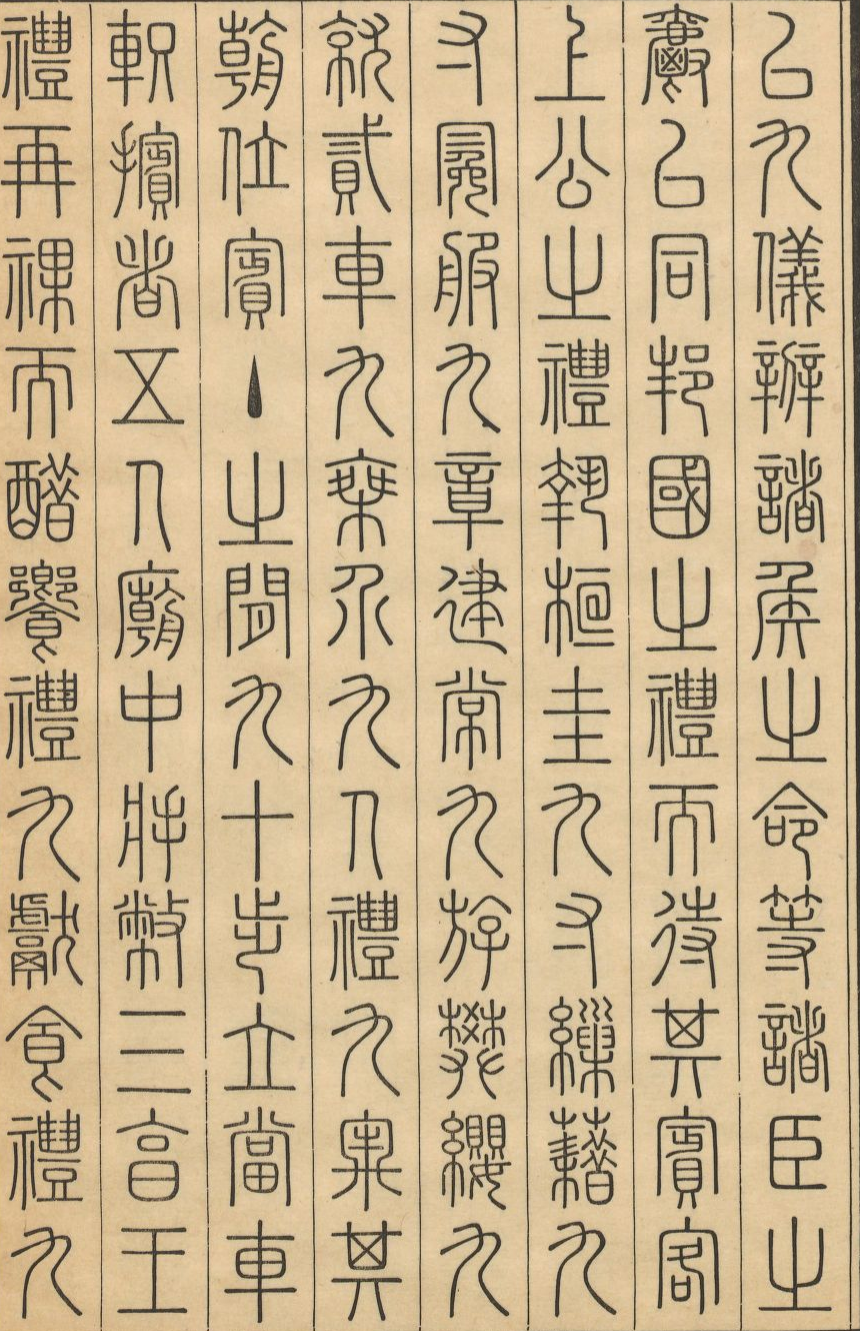 以九儀辨諸侯之命等諸臣之
爵以同邦國之禮而待其賓客
上公之禮執桓圭九寸繅藉九
寸冕服九章建常九斿樊纓九
就貳車九乘介九人禮九牢其
朝位賓主之間九十步立當車
軹擯者五人廟中將幣三享王
禮再祼而醋饗禮九獻食禮九